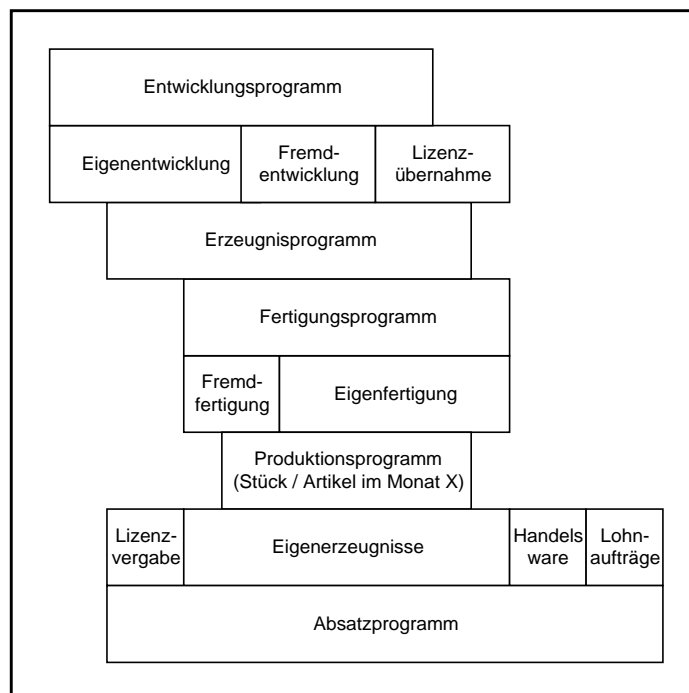 Entwicklungsprogramm
Eigenentwicklung
Fremd-
entwicklung
Lizenz-
übernahme
Erzeugnisprogramm
Fertigungsprogramm
Fremd-
fertigung
Eigenfertigung
Produktionsprogramm
(Stück / Artikel im Monat X)
Lizenz-
vergabe
Eigenerzeugnisse
Handels
ware
Lohn-
aufträge
Absatzprogramm